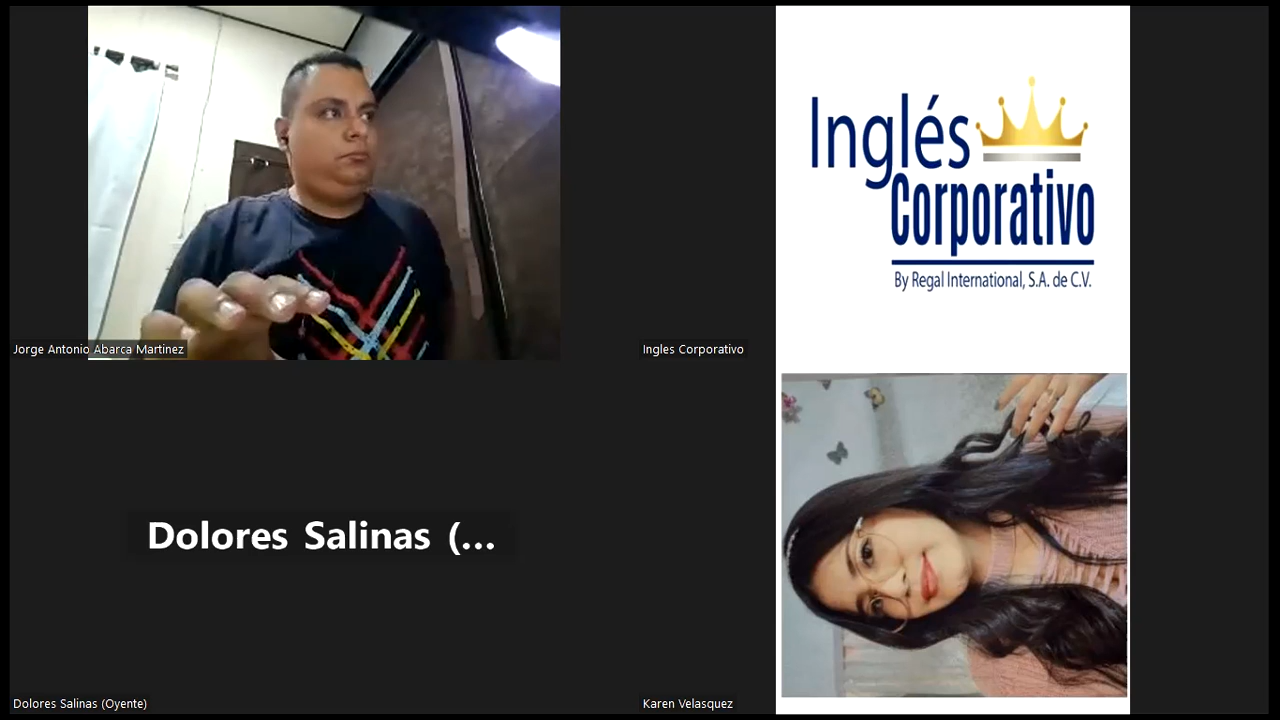 Inglés
Corporativo
By Regal International, S.A. de C.V.
Jorge Antonio Abarca Martinez
Ingles Corporativo
Dolores Salinas (...
Dolores Salinas (Oyente)
Karen Velasquez